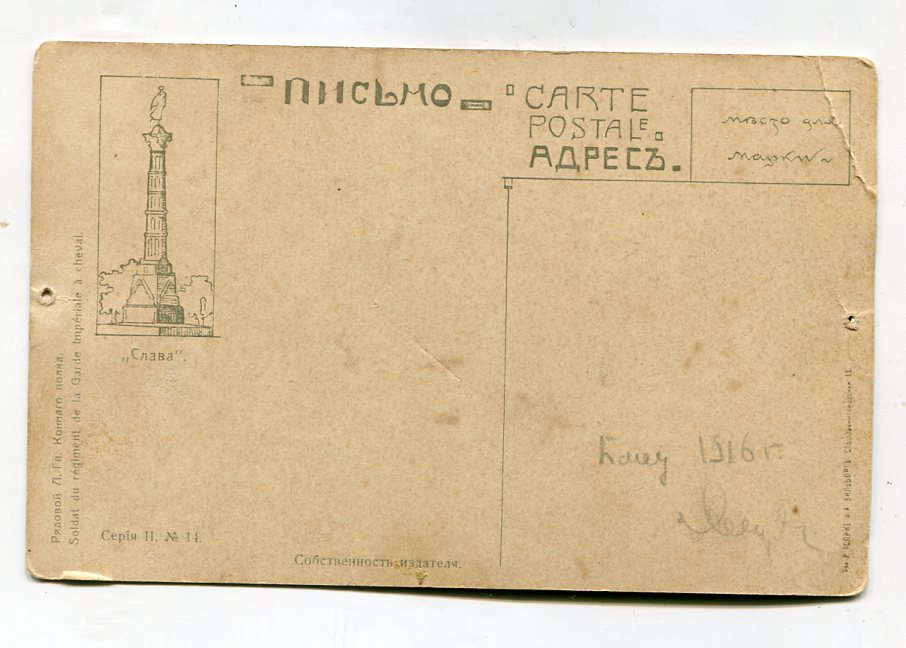 ПИСЬМО
CARTE
POSTALE
АДРЕСЪ.
мѣсто для
марки
„Слава“.
Рядовой Л.-Гв. Коннаго полка.
Soldat du régiment de la Garde Impériale à cheval.
Серія II, № 14.
Собственность издателя.
1916 г.